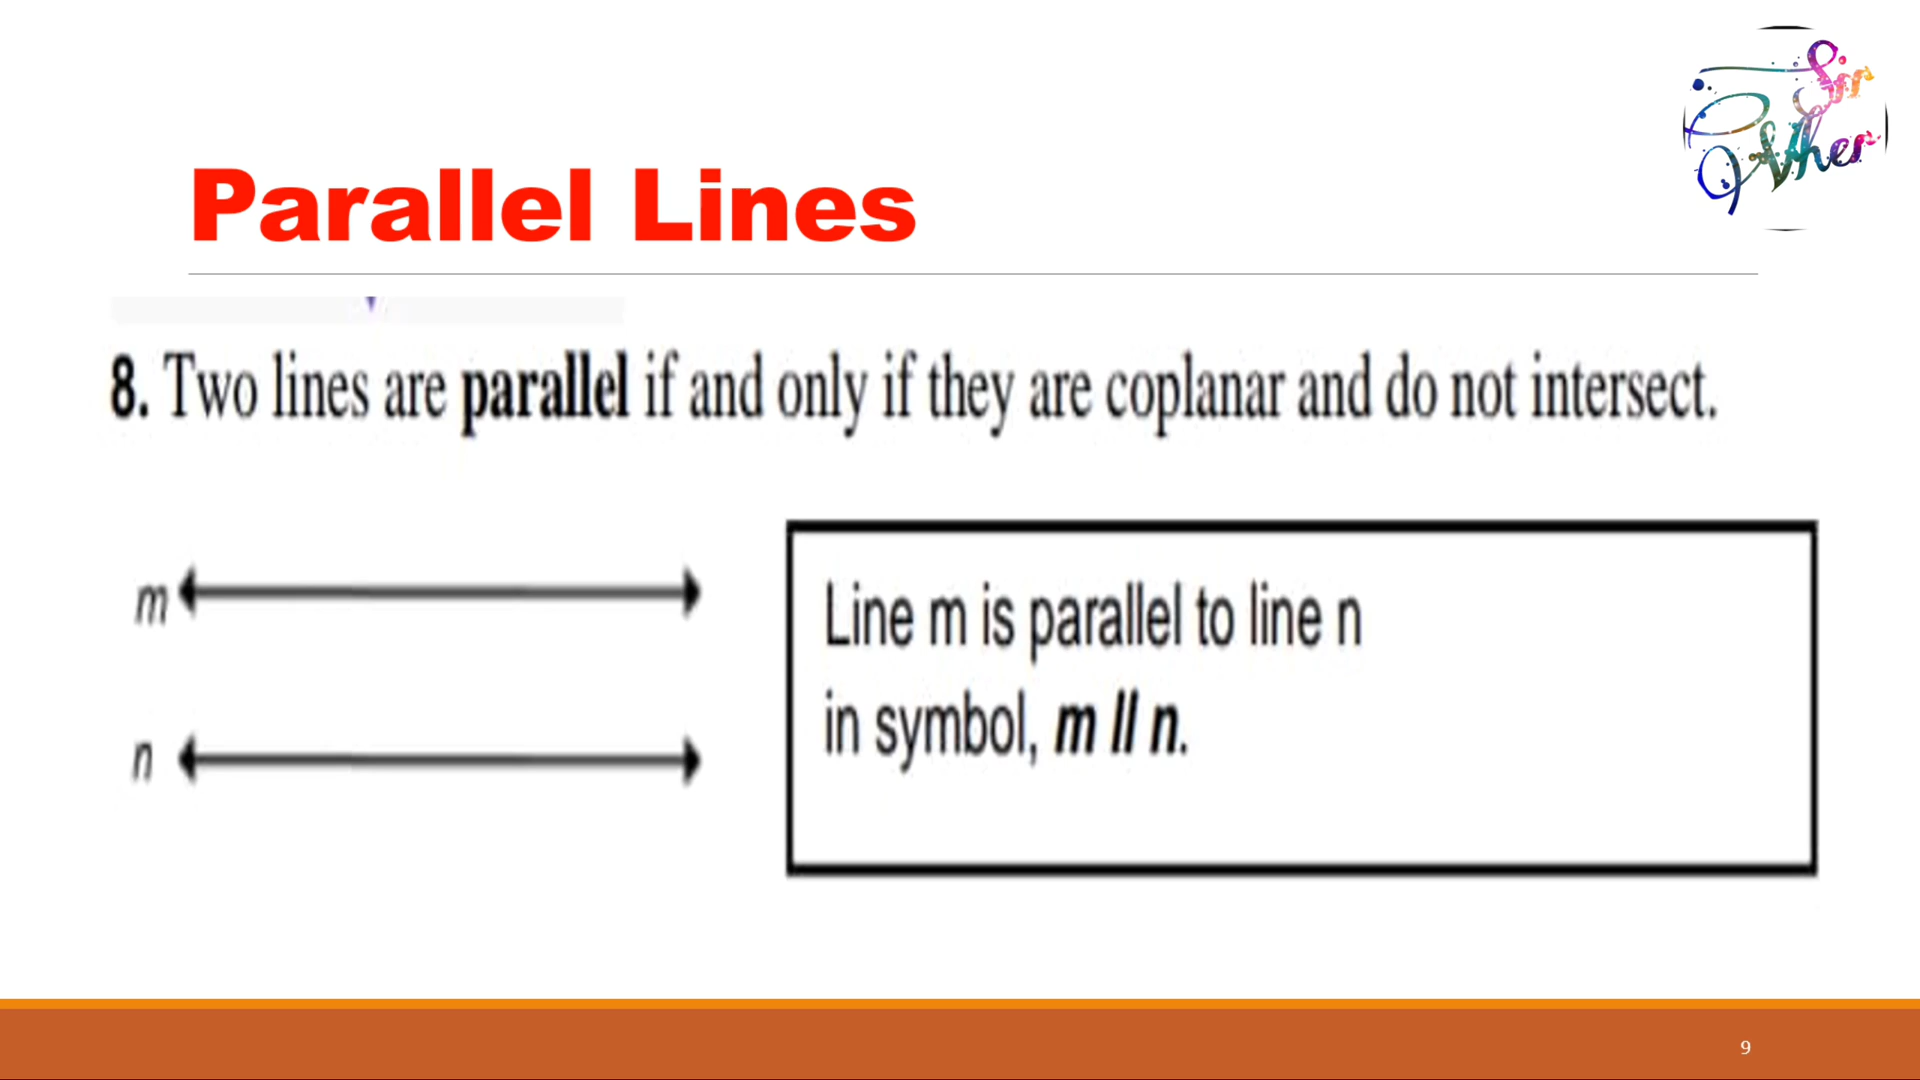 Sir
Parallel Lines
8. Two lines are parallel if and only if they are coplanar and do not intersect.
m
n
Line m is parallel to line n
in symbol, m // n.
9